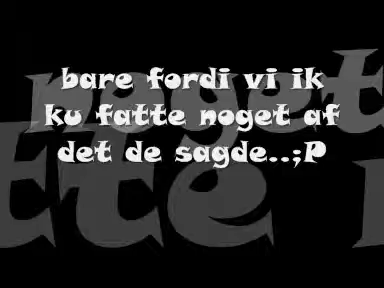 bare fordi vi ik
ku fatte noget af
det de sagde..;P